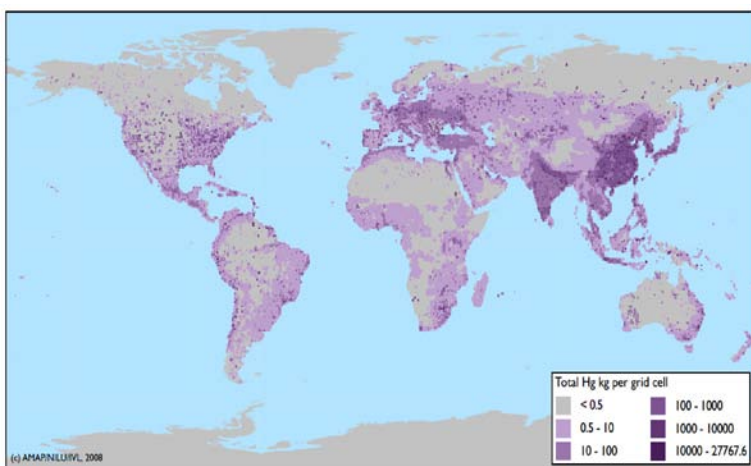 Total Hg kg per grid cell
< 0.5
0.5 - 10
10 - 100
100 - 1000
1000 - 10000
10000 - 27767.6
(c) AMAP/NILU/IVL, 2008